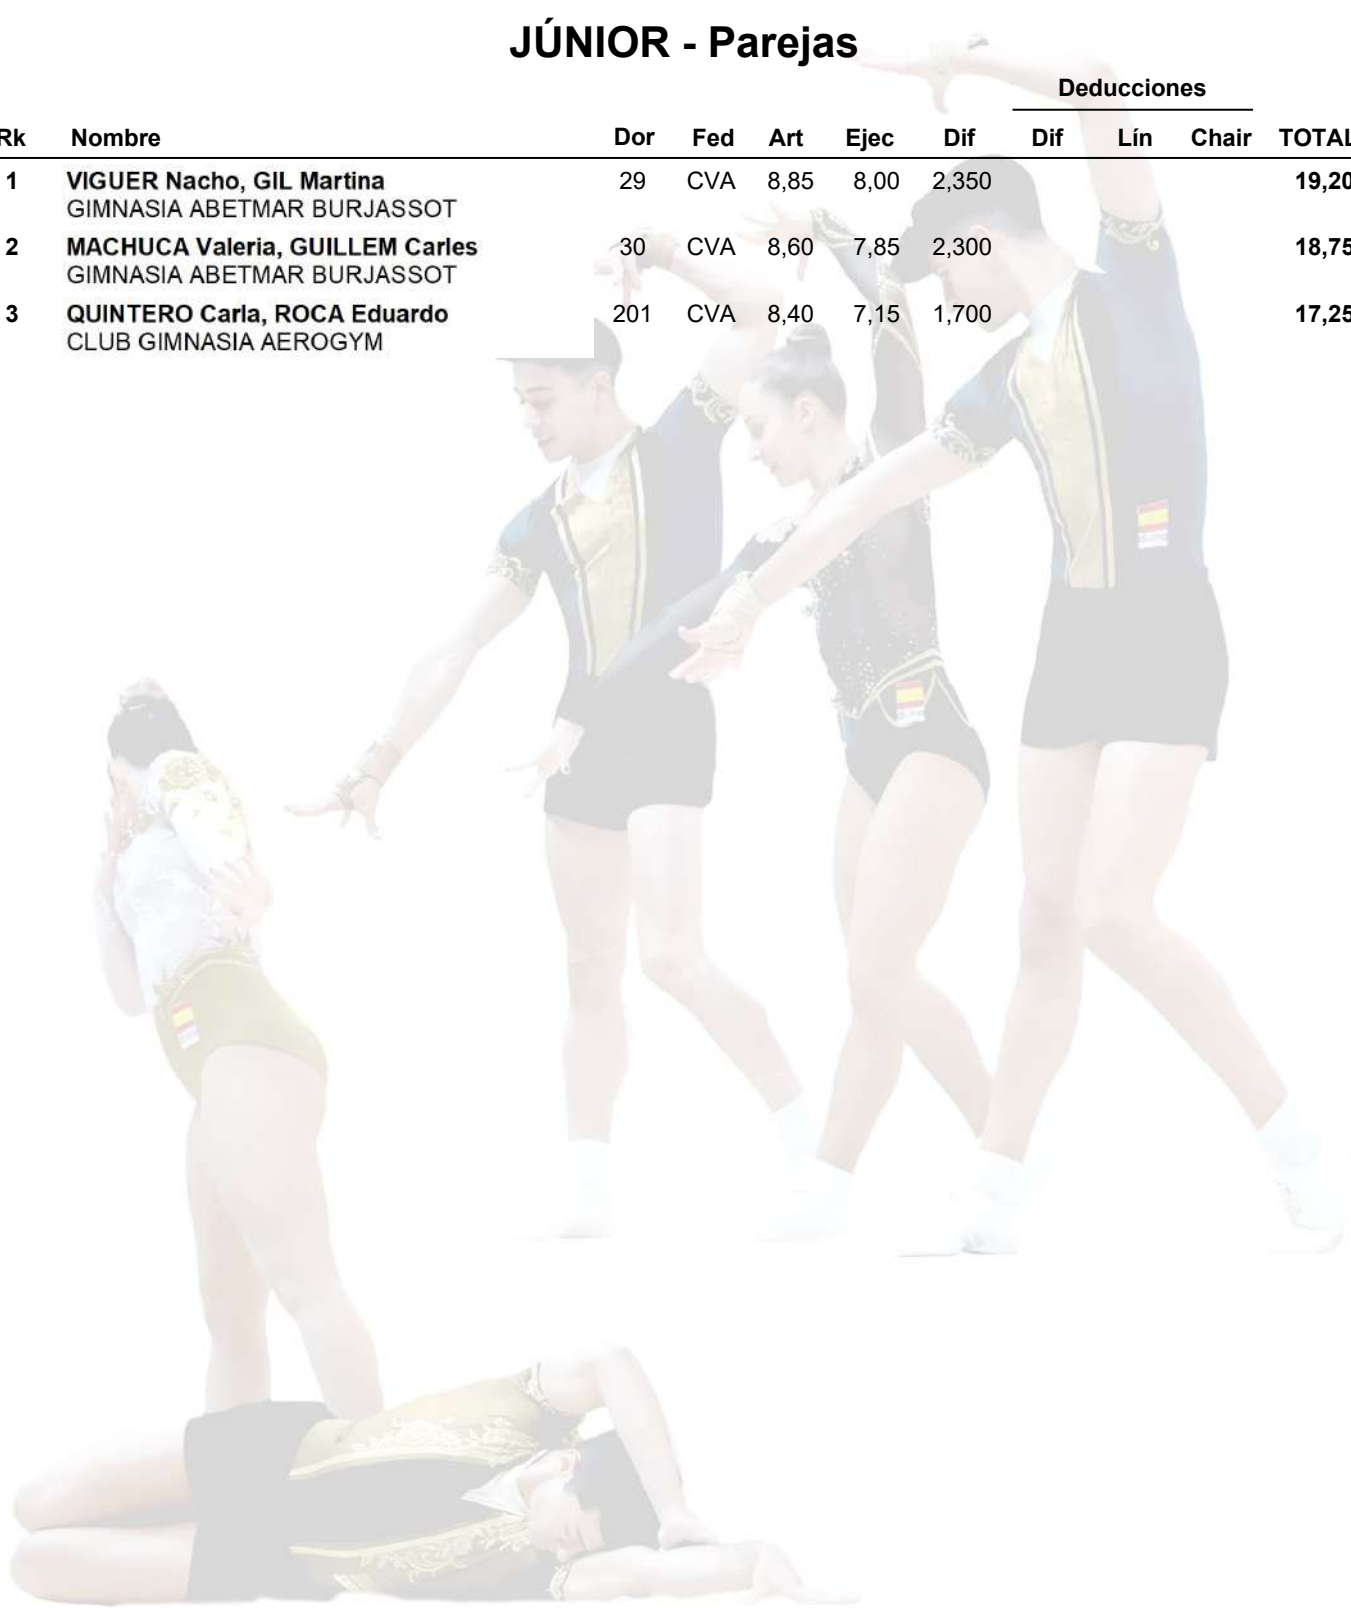 JÚNIOR - Parejas
Deducciones
Rk Nombre Dor Fed Art Ejec Dif Dif Lín Chair TOTAL
1 VIGUER Nacho, GIL Martina 29 CVA 8,85 8,00 2,350 19,20
GIMNASIA ABETMAR BURJASSOT
2 MACHUCA Valeria, GUILLEM Carles 30 CVA 8,60 7,85 2,300 18,75
GIMNASIA ABETMAR BURJASSOT
3 QUINTERO Carla, ROCA Eduardo 201 CVA 8,40 7,15 1,700 17,25
CLUB GIMNASIA AEROGYM